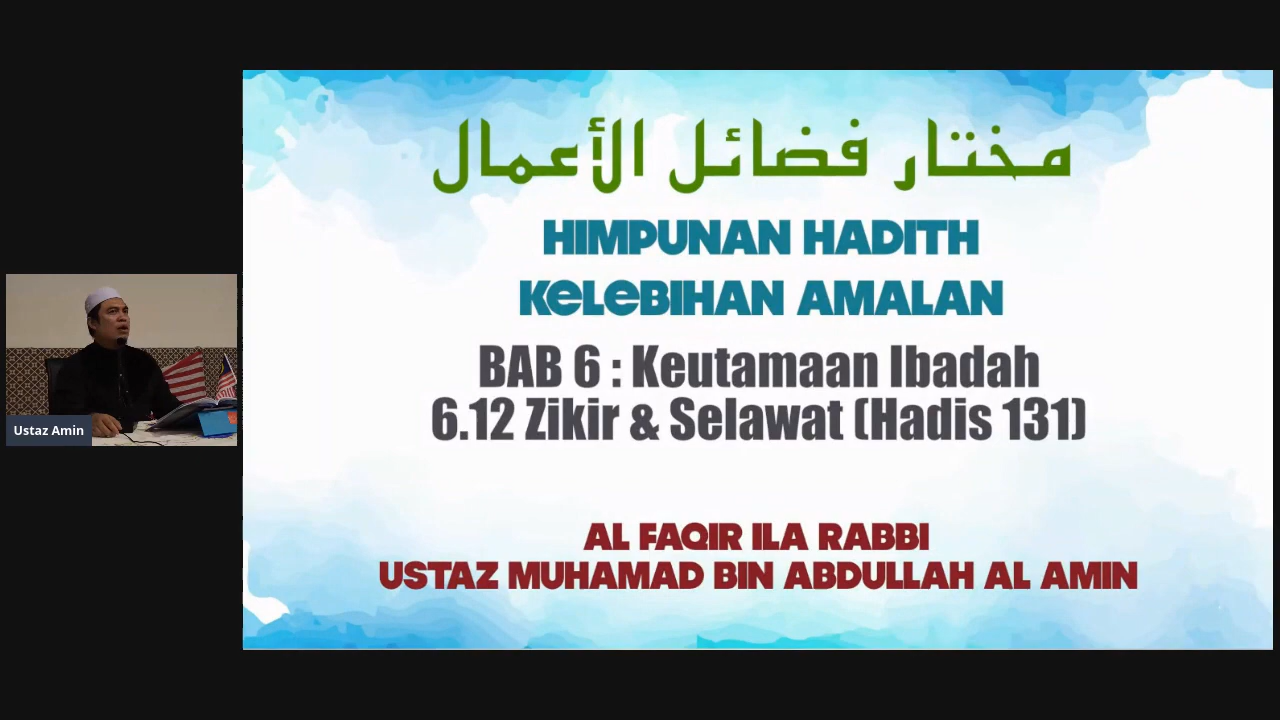 مختار فضائل الأعمال
HIMPUNAN HADITH
KELEBIHAN AMALAN
BAB 6 : Keutamaan Ibadah
6.12 Zikir & Selawat (Hadis 131)
AL FAQIR ILA RABBI
USTAZ MUHAMAD BIN ABDULLAH AL AMIN
Ustaz Amin